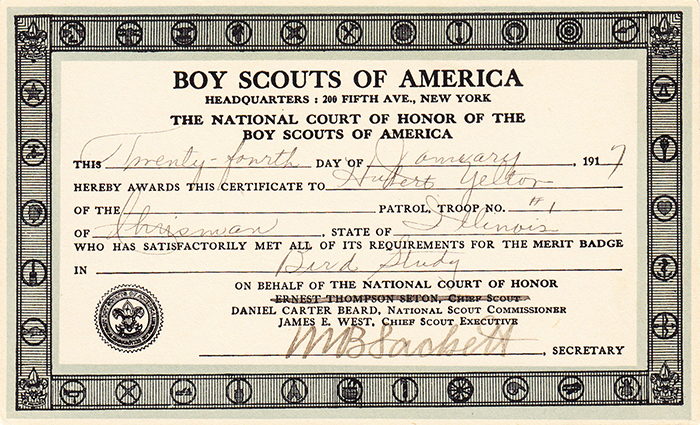 BOY SCOUTS OF AMERICA
HEADQUARTERS : 200 FIFTH AVE., NEW YORK
THE NATIONAL COURT OF HONOR OF THE
BOY SCOUTS OF AMERICA
THIS Twenty-fourth DAY OF January, 1917
HEREBY AWARDS THIS CERTIFICATE TO Hubert Yelton
OF THE PATROL, TROOP NO. #1
OF Chrisman, STATE OF Illinois
WHO HAS SATISFACTORILY MET ALL OF ITS REQUIREMENTS FOR THE MERIT BADGE
IN Bird Study
ON BEHALF OF THE NATIONAL COURT OF HONOR
ERNEST THOMPSON SETON, CHIEF SCOUT
DANIEL CARTER BEARD, NATIONAL SCOUT COMMISSIONER
JAMES E. WEST, CHIEF SCOUT EXECUTIVE
, SECRETARY